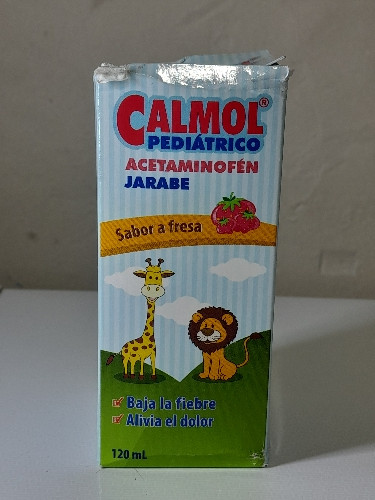 CALMOL®
PEDIÁTRICO
ACETAMINOFÉN
JARABE
Sabor a fresa
Baja la fiebre
Alivia el dolor
120 mL